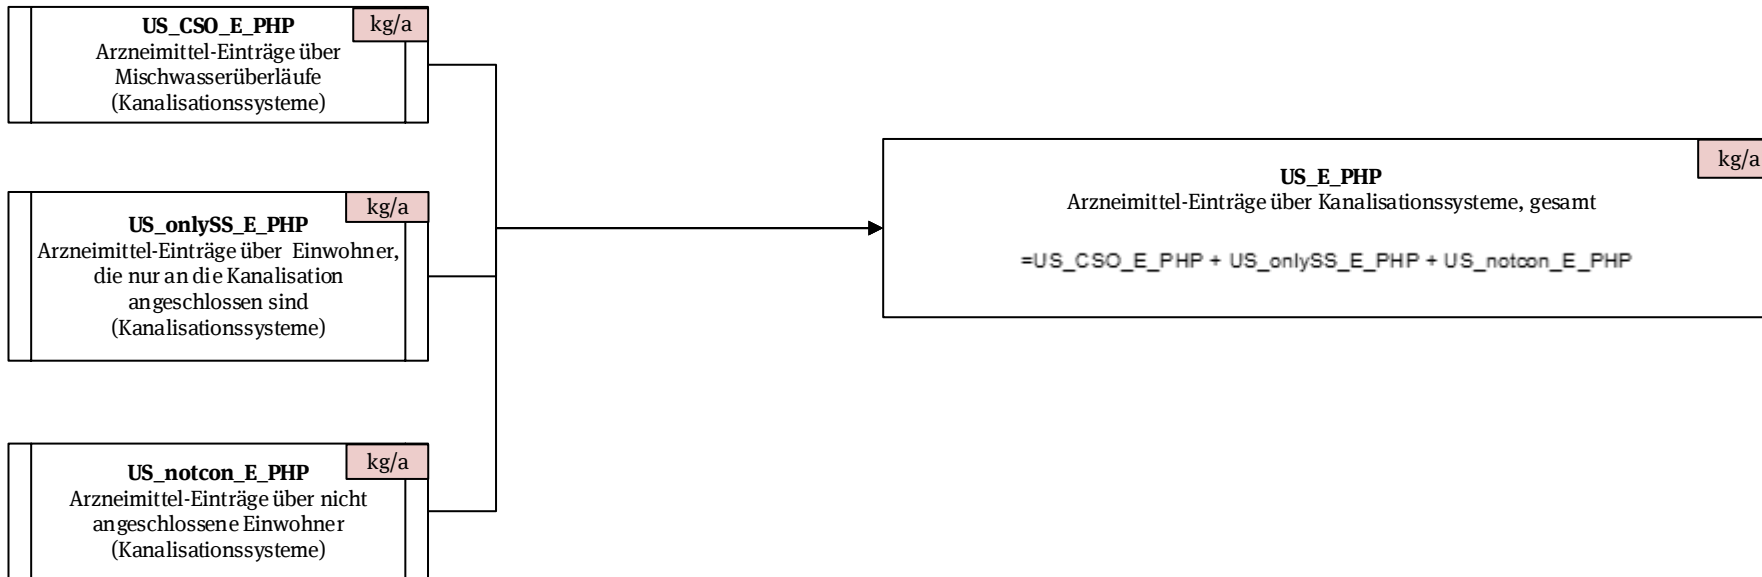 US_CSO_E_PHP
kg/a
Arzneimittel-Einträge über
Mischwasserüberläufe
(Kanalisationssysteme)
US_onlySS_E_PHP
kg/a
Arzneimittel-Einträge über Einwohner,
die nur an die Kanalisation
angeschlossen sind
(Kanalisationssysteme)
US_notcon_E_PHP
kg/a
Arzneimittel-Einträge über nicht
angeschlossene Einwohner
(Kanalisationssysteme)
kg/a
US_E_PHP
Arzneimittel-Einträge über Kanalisationssysteme, gesamt
=US_CSO_E_PHP + US_onlySS_E_PHP + US_notcon_E_PHP